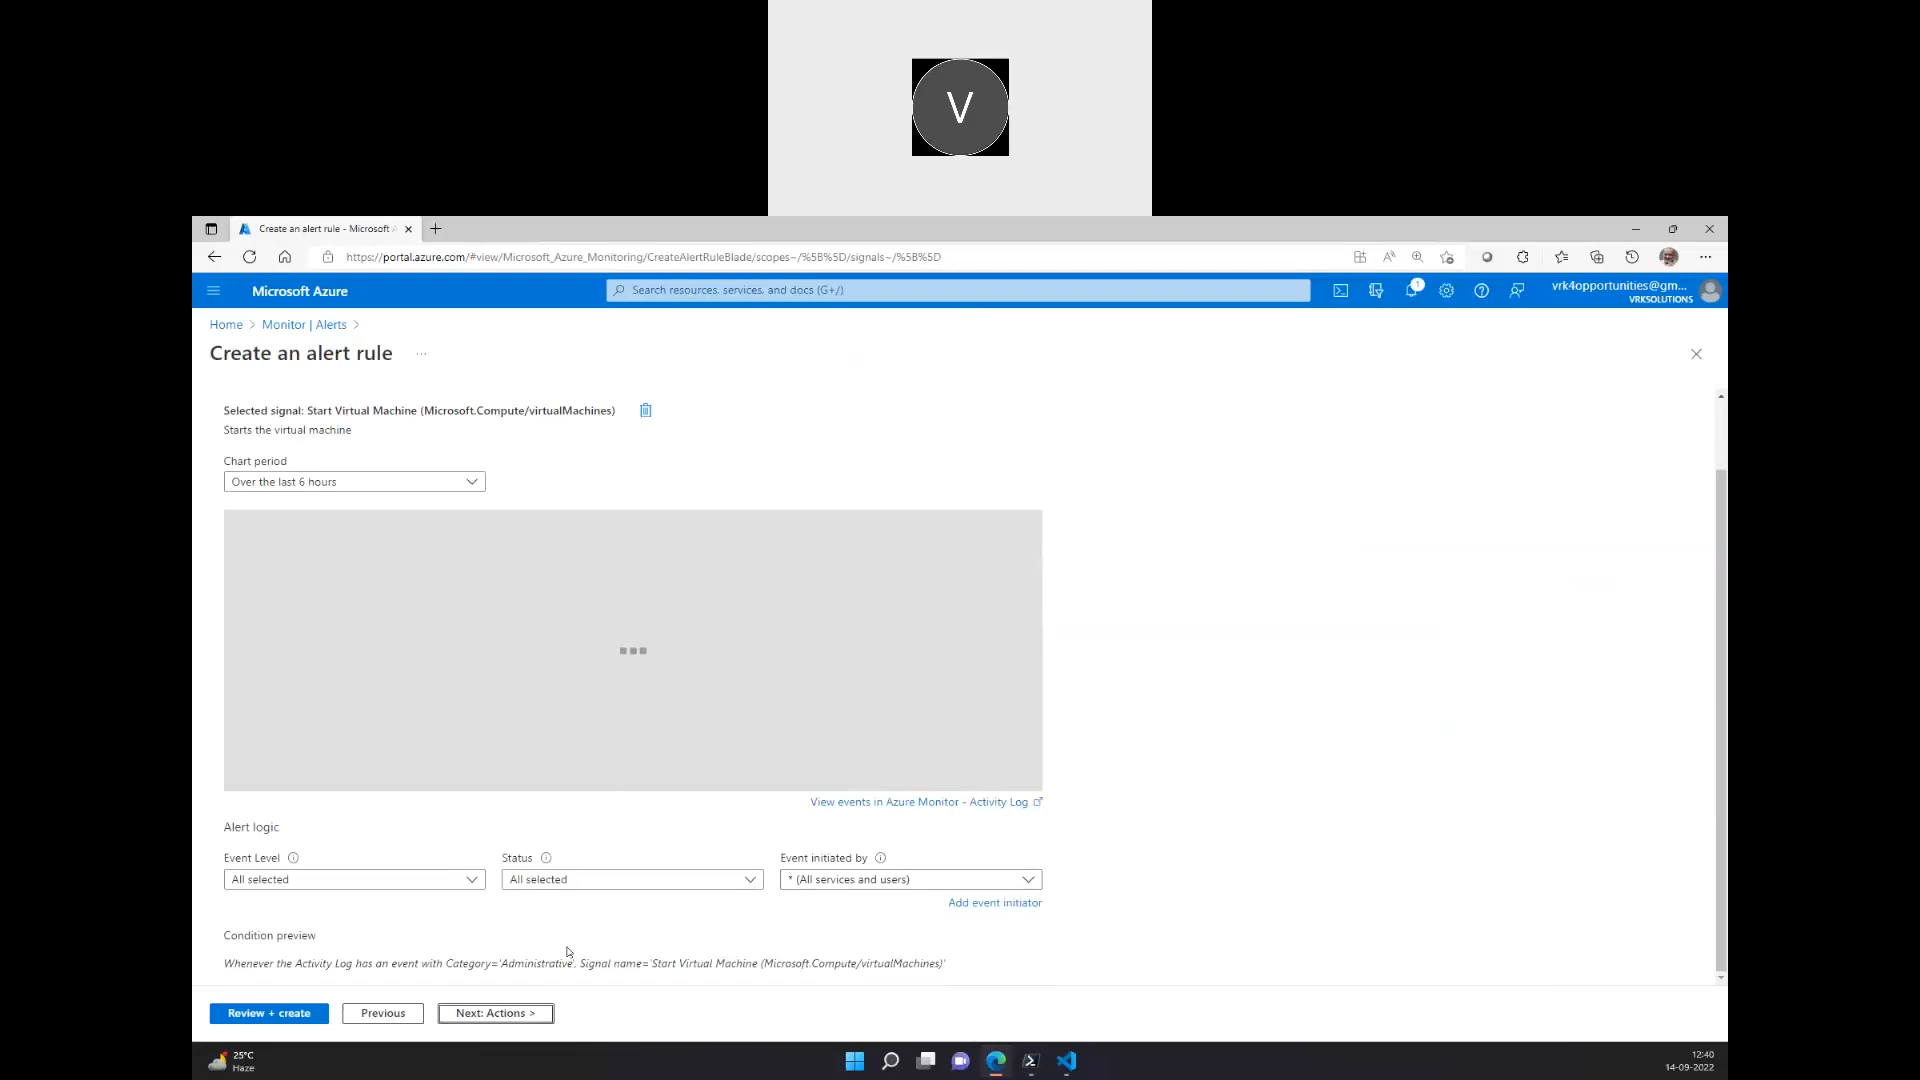 V
Create an alert rule - Microsoft A
https://portal.azure.com/#view/Microsoft_Azure_Monitoring/CreateAlertRuleBlade/scopes~/%5B%5D/signals~/%5B%5D
Microsoft Azure
Search resources, services, and docs (G+/)
1
vrk4opportunities@gm...
VRKSOLUTIONS
Home > Monitor | Alerts >
Create an alert rule ...
Selected signal: Start Virtual Machine (Microsoft.Compute/virtualMachines)
Starts the virtual machine
Chart period
Over the last 6 hours
View events in Azure Monitor - Activity Log
Alert logic
Event Level
Status
Event initiated by
All selected
All selected
* (All services and users)
Add event initiator
Condition preview
Whenever the Activity Log has an event with Category='Administrative', Signal name='Start Virtual Machine (Microsoft.Compute/virtualMachines)'
Review + create
Previous
Next: Actions >
25°C
Haze
12:40
14-09-2022